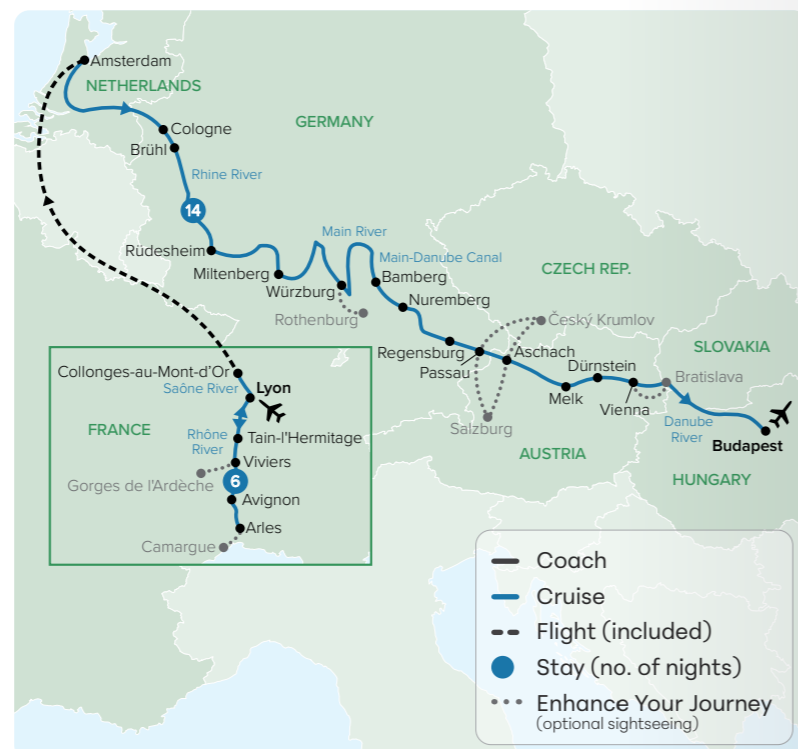 Amsterdam
NETHERLANDS
Cologne
GERMANY
Brühl
Rhine River
14
Main River
Rüdesheim
Main-Danube Canal
Miltenberg
Bamberg
CZECH REP.
Würzburg
Nuremberg
Rothenburg
Český Krumlov
Regensburg
Aschach
SLOVAKIA
Passau
Dürnstein
Bratislava
Collonges-au-Mont-d'Or
Saône River
Lyon
Melk
Vienna
Danube
River
Salzburg
FRANCE
Rhône
River
Tain-l'Hermitage
Budapest
AUSTRIA
Viviers
HUNGARY
Gorges de l'Ardèche
6
Avignon
Arles
Camargue
Coach
Cruise
Flight (included)
Stay (no. of nights)
Enhance Your Journey
(optional sightseeing)